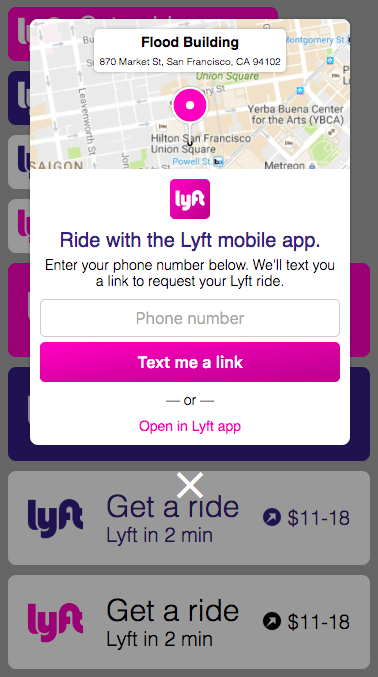 Flood Building
870 Market St, San Francisco, CA 94102
Montgomery St.
Union Square
Leavenworth St
Yerba Buena Center
for the Arts (YBCA)
Hilton San Francisco
Union Square
Powell St.
Metreon
SAIGON
lyft
Ride with the Lyft mobile app.
Enter your phone number below. We'll text you
a link to request your Lyft ride.
Phone number
Text me a link
— or —
Open in Lyft app
lyft
Get a ride
Lyft in 2 min
$11-18
lyft
Get a ride
Lyft in 2 min
$11-18